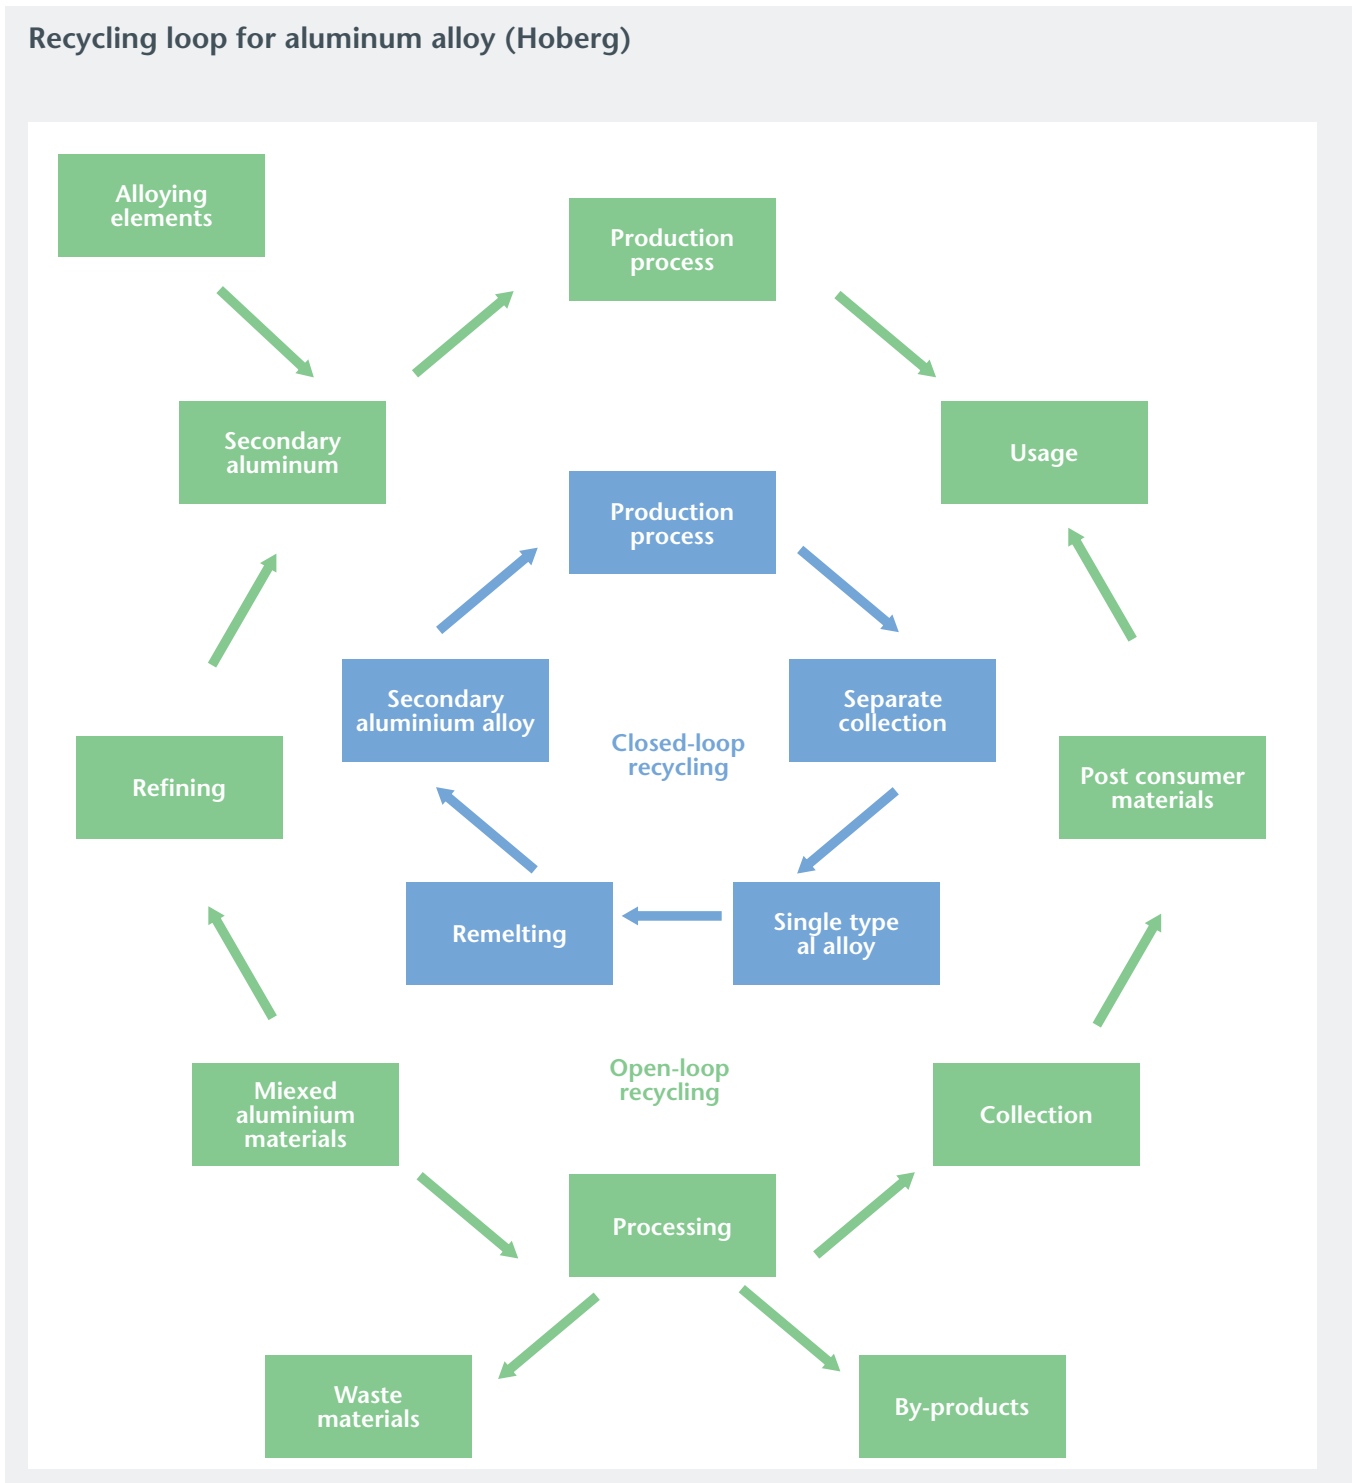 Recycling loop for aluminum alloy (Hoberg)
Alloying
elements
Production
process
Secondary
aluminum
Usage
Production
process
Secondary
aluminium alloy
Separate
collection
Closed-loop
recycling
Refining
Post consumer
materials
Remelting
Single type
al alloy
Open-loop
recycling
Miexed
aluminium
materials
Collection
Processing
Waste
materials
By-products